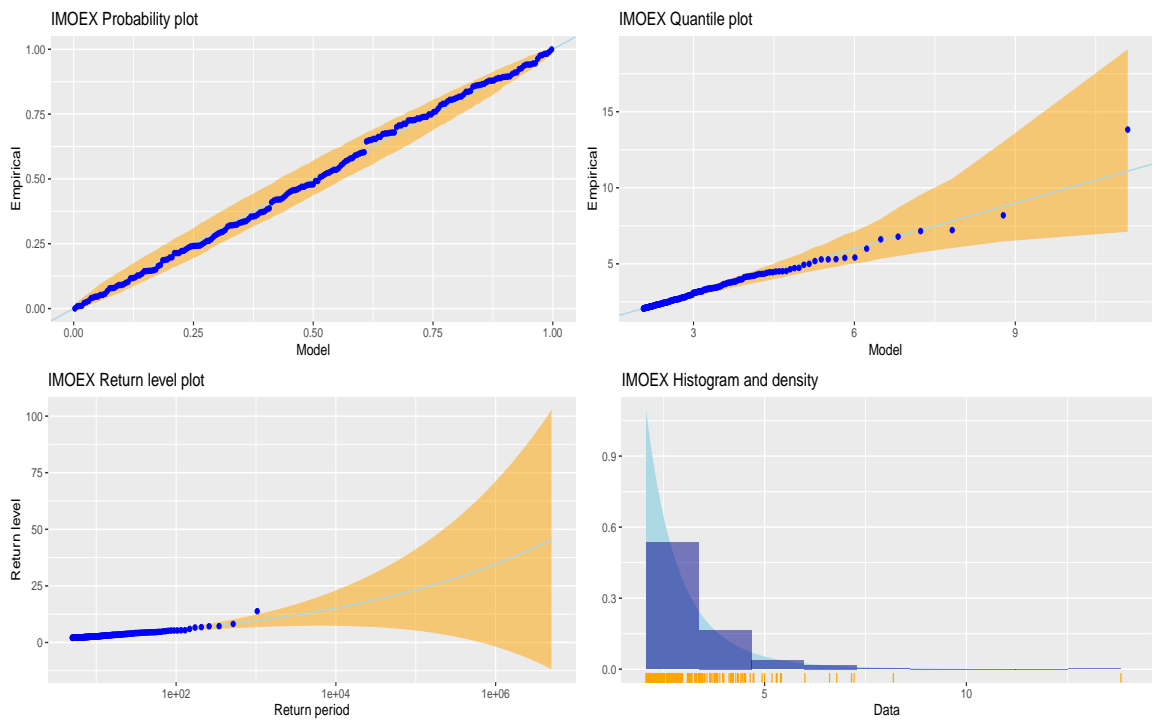 IMOEX Probability plot
1.00
0.75
0.50
0.25
0.00
Empirical
0.00 0.25 0.50 0.75 1.00
Model
IMOEX Quantile plot
15
10
5
Empirical
3 6 9
Model
IMOEX Return level plot
100
75
50
25
0
Return level
1e+02 1e+04 1e+06
Return period
IMOEX Histogram and density
0.9
0.6
0.3
0.0
5 10
Data